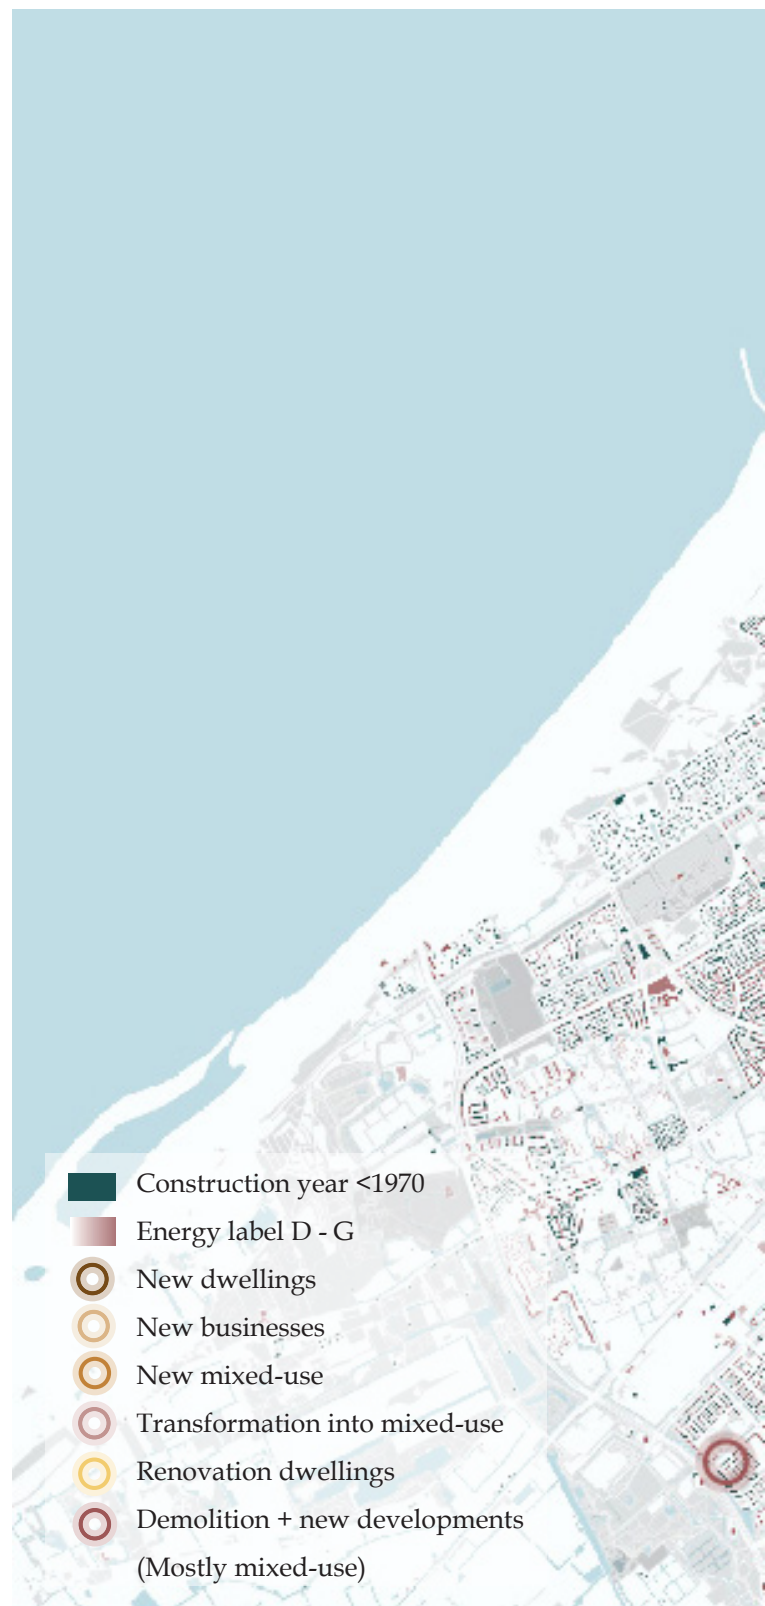 Construction year <1970
Energy label D - G
New dwellings
New businesses
New mixed-use
Transformation into mixed-use
Renovation dwellings
Demolition + new developments
(Mostly mixed-use)